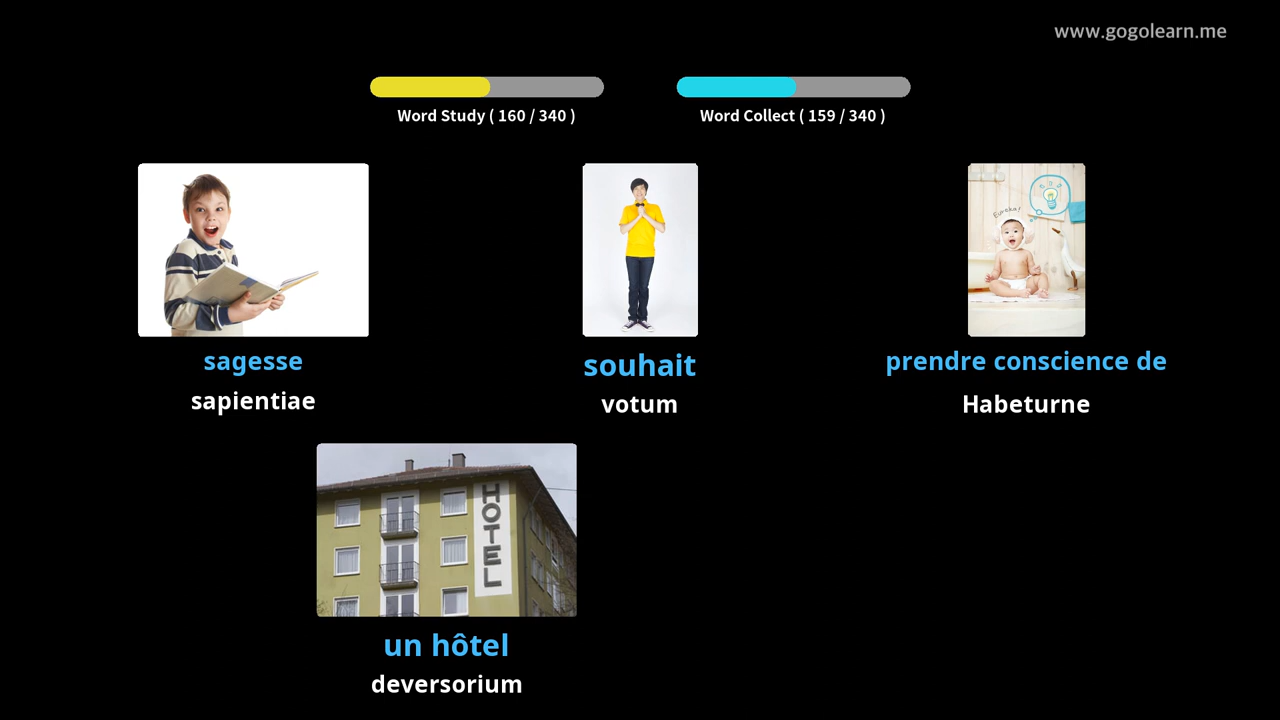 www.gogolearn.me
Word Study ( 160 / 340 )
Word Collect ( 159 / 340 )
Eureka!
sagesse
souhait
prendre conscience de
sapientiae
votum
Habeturne
HOTEL
un hôtel
deversorium